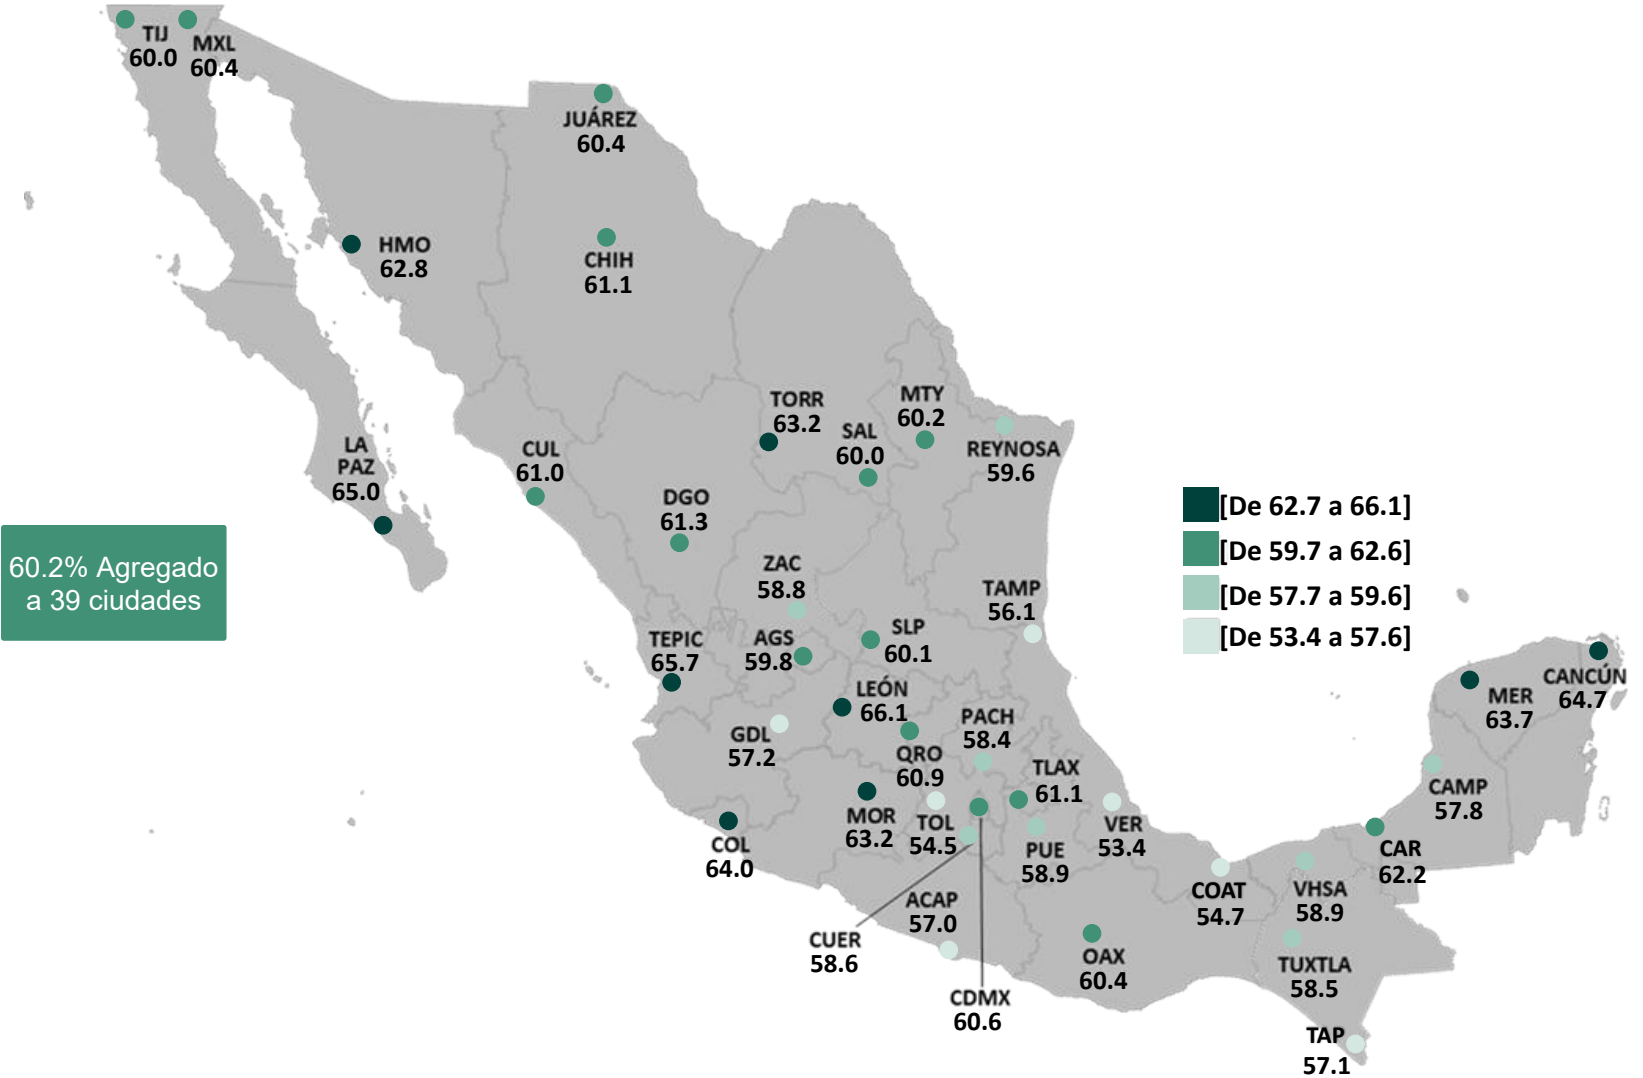 TIJ
60.0
MXL
60.4
JUÁREZ
60.4
HMO
62.8
CHIH
61.1
TORR
63.2
MTY
60.2
SAL
60.0
REYNOSA
59.6
LA
PAZ
65.0
CUL
61.0
DGO
61.3
[De 62.7 a 66.1]
[De 59.7 a 62.6]
[De 57.7 a 59.6]
[De 53.4 a 57.6]
60.2% Agregado
a 39 ciudades
ZAC
58.8
TAMP
56.1
TEPIC
65.7
AGS
59.8
SLP
60.1
LEÓN
66.1
GDL
57.2
PACH
58.4
QRO
60.9
TLAX
61.1
CANCÚN
64.7
MER
63.7
CAMP
57.8
COL
64.0
MOR
63.2
TOL
54.5
PUE
58.9
VER
53.4
CAR
62.2
COAT
54.7
VHSA
58.9
ACAP
57.0
CUER
58.6
OAX
60.4
TUXTLA
58.5
CDMX
60.6
TAP
57.1